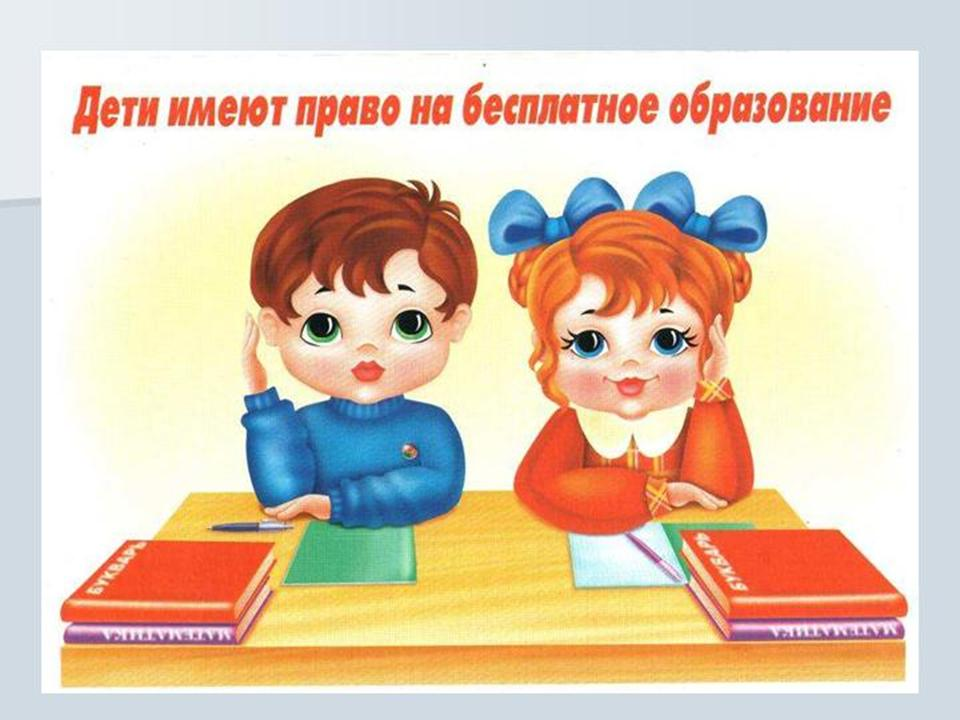 Дети имеют право на бесплатное образование
БУКВАРЬ
МАТЕМАТИКА
БУКВАРЬ
МАТЕМАТИКА